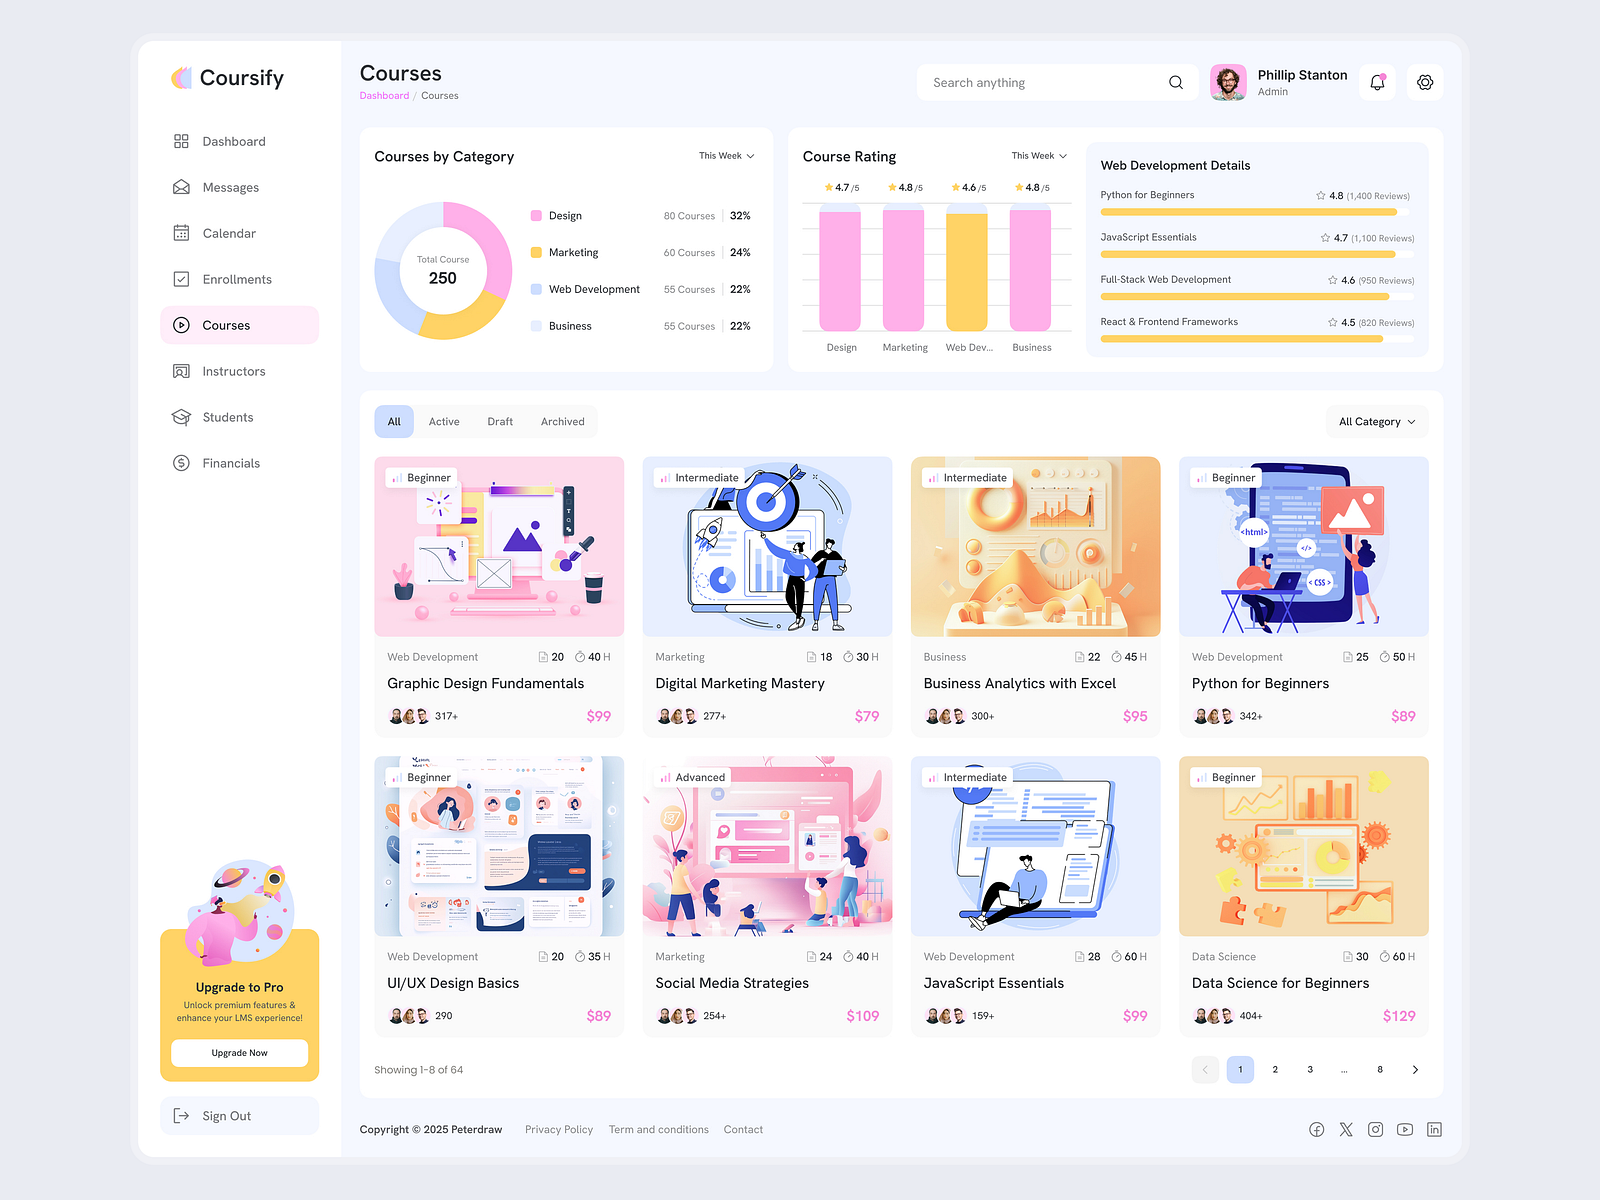 Coursify
Dashboard
Messages
Calendar
Enrollments
Courses
Instructors
Students
Financials
Upgrade to Pro
Unlock premium features &
enhance your LMS experience!
Upgrade Now
Sign Out
Courses
Dashboard / Courses
Search anything
Phillip Stanton
Admin
Courses by Category
This Week
Total Course
250
Design 80 Courses 32%
Marketing 60 Courses 24%
Web Development 55 Courses 22%
Business 55 Courses 22%
Course Rating
This Week
4.7 /5 4.8 /5 4.6 /5 4.8 /5
Design Marketing Web Dev... Business
Web Development Details
Python for Beginners 4.8 (1,400 Reviews)
JavaScript Essentials 4.7 (1,100 Reviews)
Full-Stack Web Development 4.6 (950 Reviews)
React & Frontend Frameworks 4.5 (820 Reviews)
All Active Draft Archived
All Category
Beginner
Web Development 20 40 H
Graphic Design Fundamentals
317+ $99
Intermediate
Marketing 18 30 H
Digital Marketing Mastery
277+ $79
Intermediate
Business 22 45 H
Business Analytics with Excel
300+ $95
Beginner
<html>
</>
< CSS >
Web Development 25 50 H
Python for Beginners
342+ $89
Beginner
Web Development 20 35 H
UI/UX Design Basics
290 $89
Advanced
Marketing 24 40 H
Social Media Strategies
254+ $109
Intermediate
Web Development 28 60 H
JavaScript Essentials
159+ $99
Beginner
Data Science 30 60 H
Data Science for Beginners
404+ $129
Showing 1-8 of 64
1 2 3 ... 8
Copyright © 2025 Peterdraw
Privacy Policy
Term and conditions
Contact